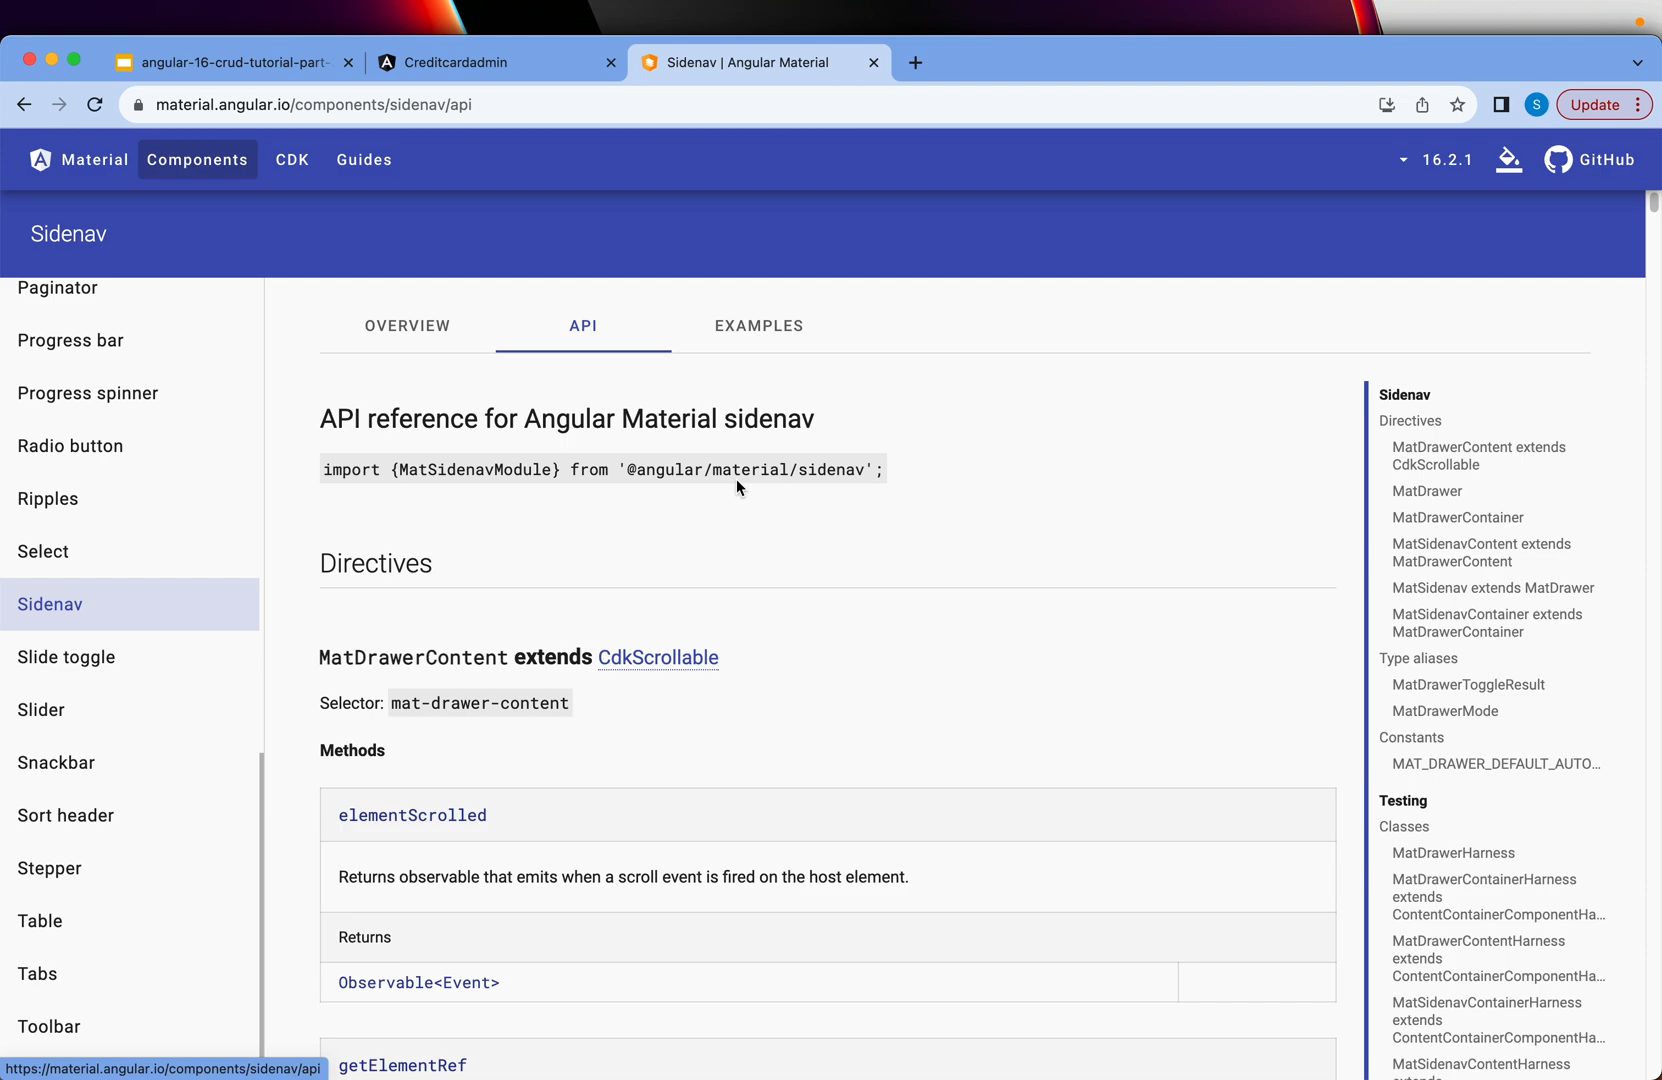 angular-16-crud-tutorial-part-
Creditcardadmin
Sidenav | Angular Material
material.angular.io/components/sidenav/api
S
Update
Material
Components
CDK
Guides
16.2.1
GitHub
Sidenav
Paginator
Progress bar
Progress spinner
Radio button
Ripples
Select
Sidenav
Slide toggle
Slider
Snackbar
Sort header
Stepper
Table
Tabs
Toolbar
https://material.angular.io/components/sidenav/api
OVERVIEW
API
EXAMPLES
API reference for Angular Material sidenav
import {MatSidenavModule} from '@angular/material/sidenav';
Directives
MatDrawerContent extends CdkScrollable
Selector: mat-drawer-content
Methods
elementScrolled
Returns observable that emits when a scroll event is fired on the host element.
Returns
Observable<Event>
getElementRef
Sidenav
Directives
MatDrawerContent extends
CdkScrollable
MatDrawer
MatDrawerContainer
MatSidenavContent extends
MatDrawerContent
MatSidenav extends MatDrawer
MatSidenavContainer extends
MatDrawerContainer
Type aliases
MatDrawerToggleResult
MatDrawerMode
Constants
MAT_DRAWER_DEFAULT_AUTO...
Testing
Classes
MatDrawerHarness
MatDrawerContainerHarness
extends
ContentContainerComponentHa...
MatDrawerContentHarness
extends
ContentContainerComponentHa...
MatSidenavContainerHarness
extends
ContentContainerComponentHa...
MatSidenavContentHarness
extends